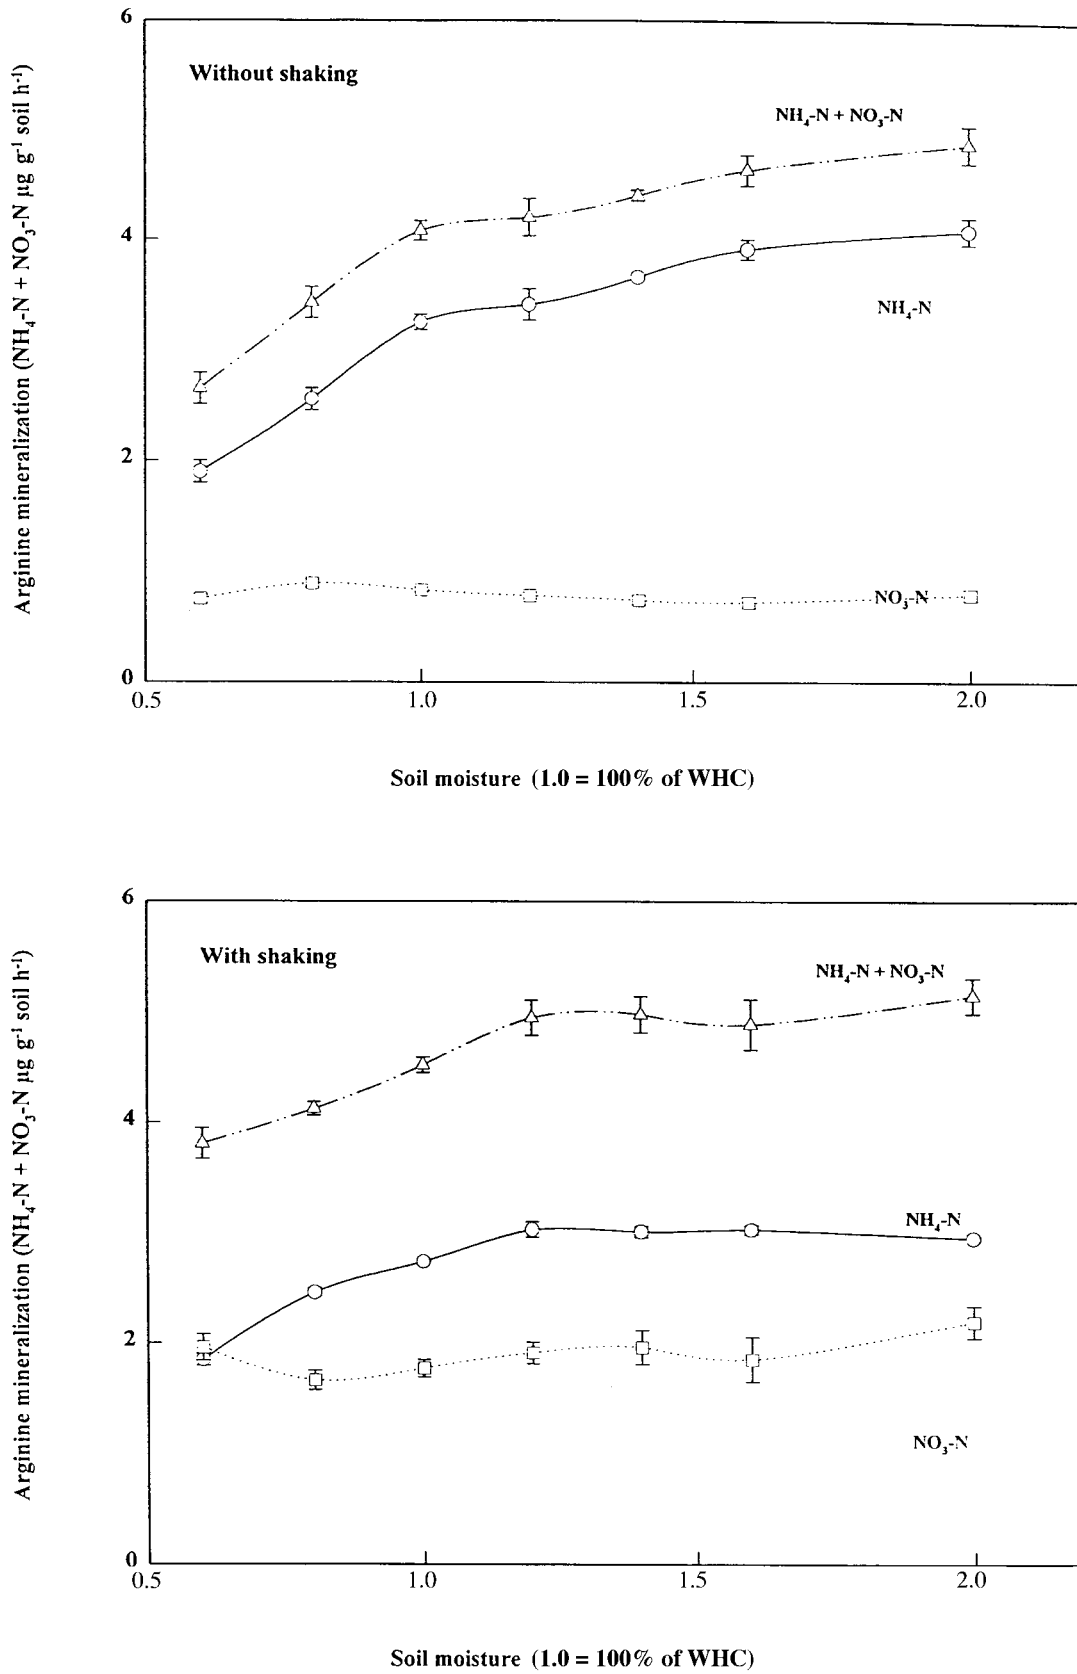 6
Without shaking
NH₄-N + NO₃-N
4
NH₄-N
2
NO₃-N
0
0.5 1.0 1.5 2.0
Arginine mineralization (NH₄-N + NO₃-N µg g⁻¹ soil h⁻¹)
Soil moisture (1.0 = 100% of WHC)
6
With shaking
NH₄-N + NO₃-N
4
NH₄-N
2
NO₃-N
0
0.5 1.0 1.5 2.0
Arginine mineralization (NH₄-N + NO₃-N µg g⁻¹ soil h⁻¹)
Soil moisture (1.0 = 100% of WHC)